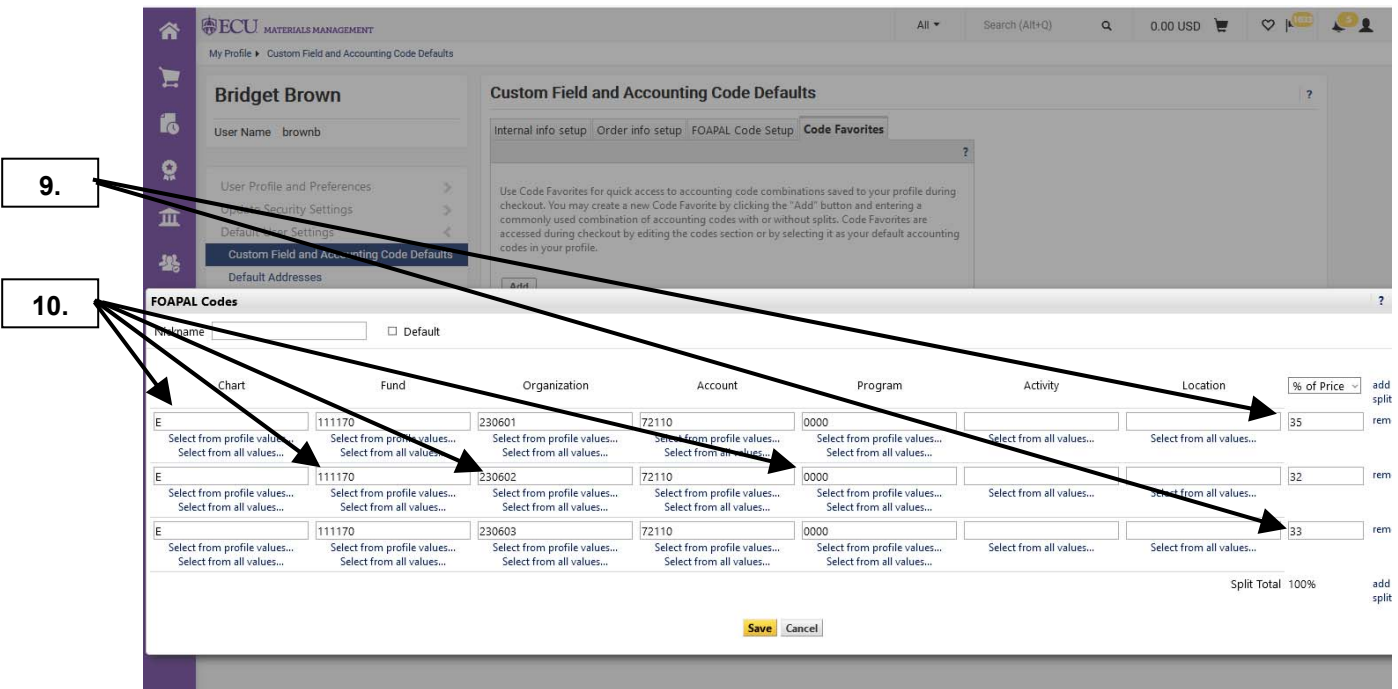 ECU MATERIALS MANAGEMENT
All
Search (Alt+Q)
0.00 USD
1033
5
My Profile Custom Field and Accounting Code Defaults
Bridget Brown
User Name brownb
Custom Field and Accounting Code Defaults
?
Internal info setup Order info setup FOAPAL Code Setup Code Favorites
?
9.
User Profile and Preferences
Update Security Settings
Default User Settings
Custom Field and Accounting Code Defaults
Default Addresses
Use Code Favorites for quick access to accounting code combinations saved to your profile during
checkout. You may create a new Code Favorite by clicking the "Add" button and entering a
commonly used combination of accounting codes with or without splits. Code Favorites are
accessed during checkout by editing the codes section or by selecting it as your default accounting
codes in your profile.
Add
10.
FOAPAL Codes ?
Nickname Default
Chart Fund Organization Account Program Activity Location % of Price add
split
E 111170 230601 72110 0000 35 rem
Select from profile values... Select from profile values... Select from profile values... Select from profile values... Select from profile values... Select from all values... Select from all values...
Select from all values... Select from all values... Select from all values... Select from all values... Select from all values...
E 111170 230602 72110 0000 32 rem
Select from profile values... Select from profile values... Select from profile values... Select from profile values... Select from profile values... Select from all values... Select from all values...
Select from all values... Select from all values... Select from all values... Select from all values... Select from all values...
E 111170 230603 72110 0000 33 rem
Select from profile values... Select from profile values... Select from profile values... Select from profile values... Select from profile values... Select from all values... Select from all values...
Select from all values... Select from all values... Select from all values... Select from all values... Select from all values...
Split Total 100% add
split
Save Cancel